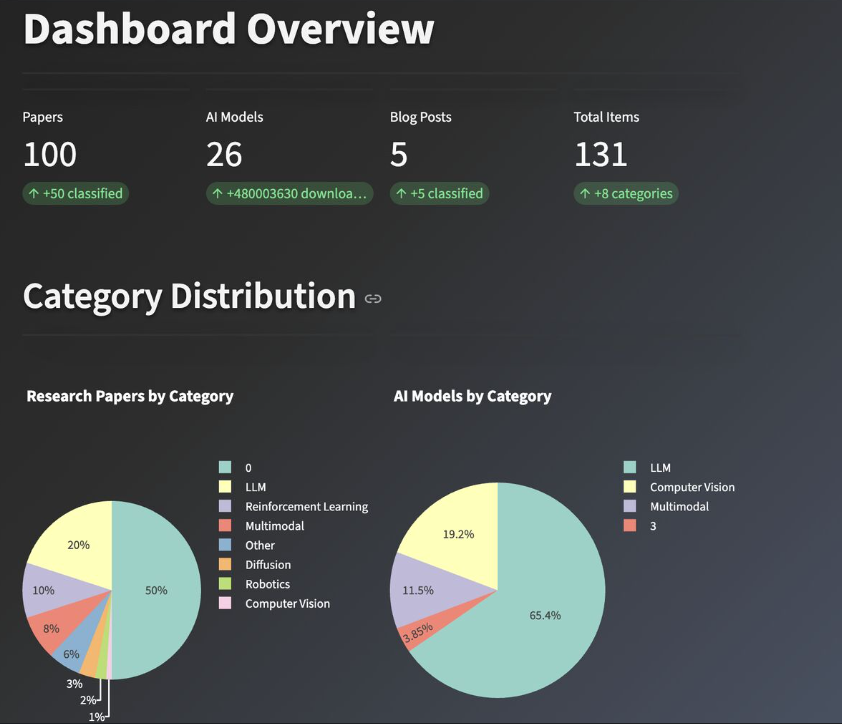 Dashboard Overview
Papers
100
↑ +50 classified
AI Models
26
↑ +480003630 downloa...
Blog Posts
5
↑ +5 classified
Total Items
131
↑ +8 categories
Category Distribution
Research Papers by Category
0
LLM
Reinforcement Learning
Multimodal
Other
Diffusion
Robotics
Computer Vision
20%
50%
10%
8%
6%
3%
2%
1%
AI Models by Category
LLM
Computer Vision
Multimodal
3
19.2%
11.5%
65.4%
3.85%